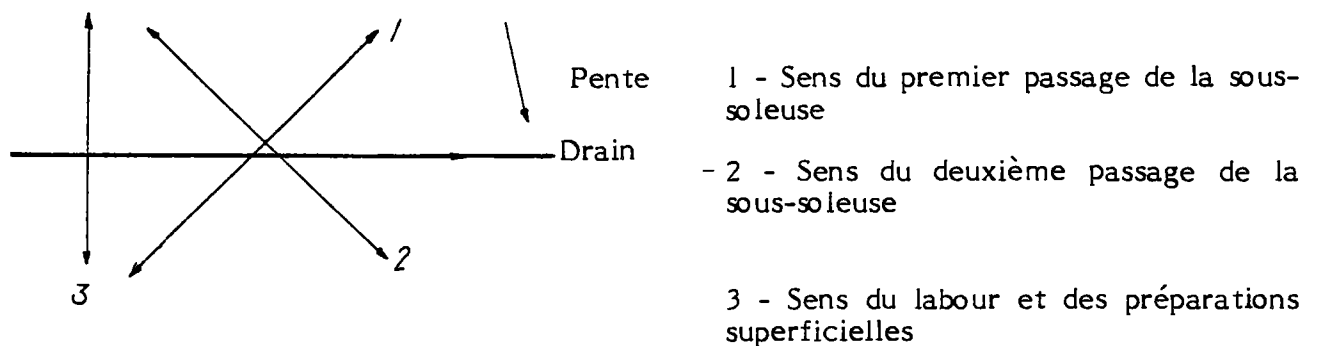 1
Pente
Drain
2
3
1 - Sens du premier passage de la sous-
soleuse
- 2 - Sens du deuxième passage de la
sous-soleuse
3 - Sens du labour et des préparations
superficielles